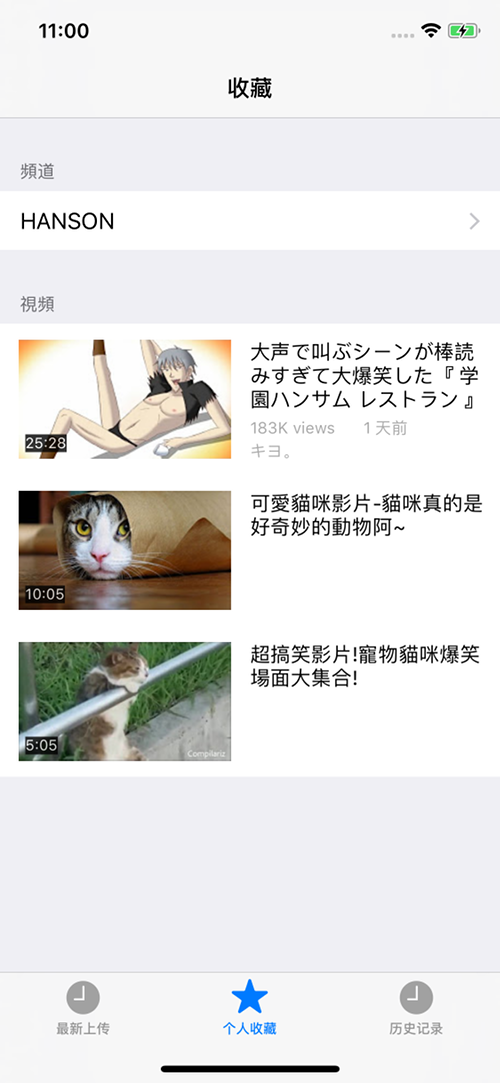 11:00
收藏
頻道
HANSON
視頻
大声で叫ぶシーンが棒読
みすぎて大爆笑した『 学
園ハンサム レストラン 』
183K views 1 天前
キヨ。
25:28
可愛貓咪影片-貓咪真的是
好奇妙的動物阿~
10:05
超搞笑影片!寵物貓咪爆笑
場面大集合!
5:05
Compilariz
最新上传
个人收藏
历史记录